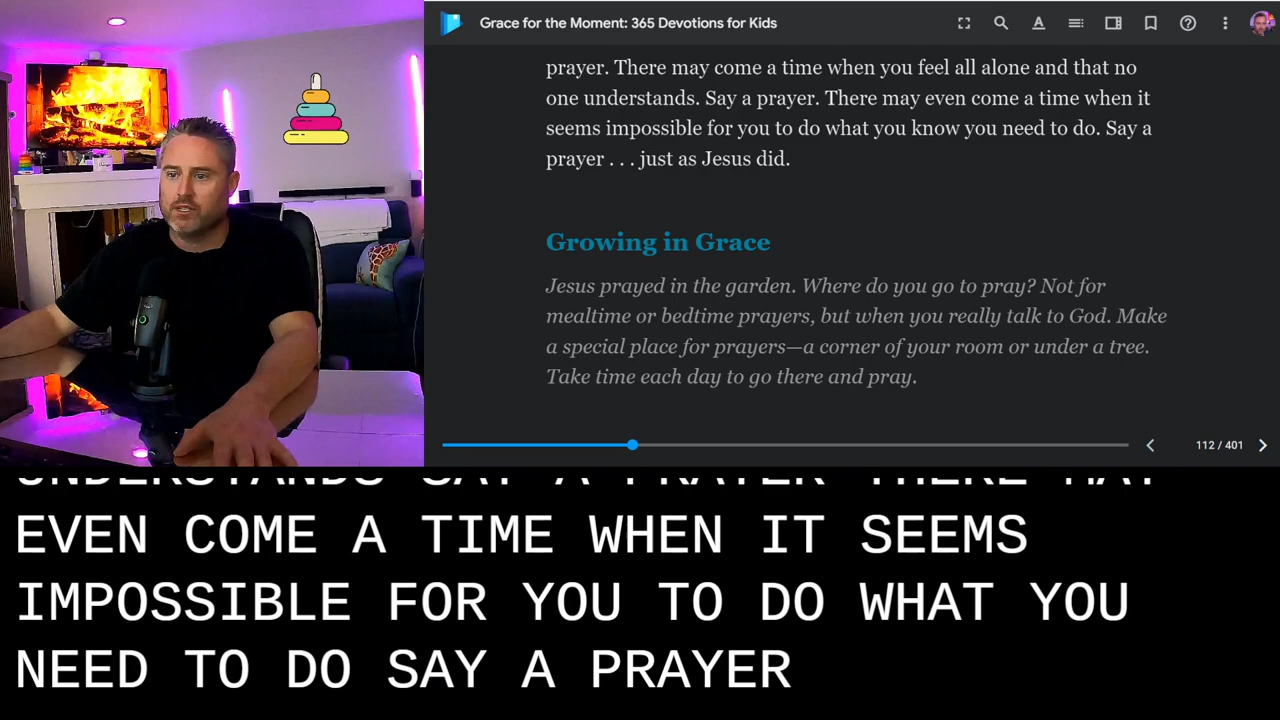 Grace for the Moment: 365 Devotions for Kids
prayer. There may come a time when you feel all alone and that no
one understands. Say a prayer. There may even come a time when it
seems impossible for you to do what you know you need to do. Say a
prayer . . . just as Jesus did.
Growing in Grace
Jesus prayed in the garden. Where do you go to pray? Not for
mealtime or bedtime prayers, but when you really talk to God. Make
a special place for prayers—a corner of your room or under a tree.
Take time each day to go there and pray.
112 / 401
UNDERSTANDS SAY A PRAYER THERE MAY
EVEN COME A TIME WHEN IT SEEMS
IMPOSSIBLE FOR YOU TO DO WHAT YOU
NEED TO DO SAY A PRAYER